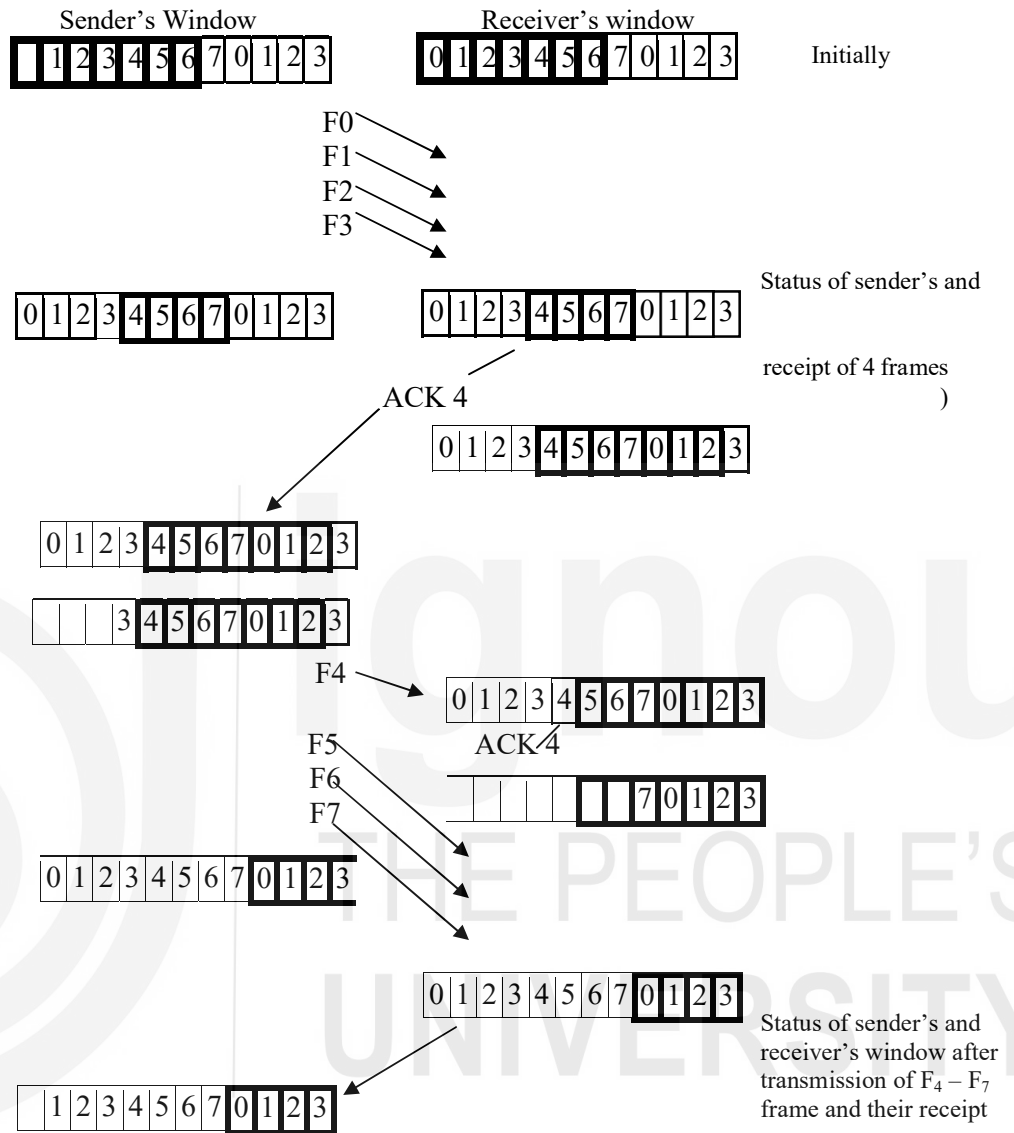 Sender's Window Receiver's window
1 2 3 4 5 6 7 0 1 2 3
0 1 2 3 4 5 6 7 0 1 2 3
Initially
F0
F1
F2
F3
Status of sender's and
0 1 2 3 4 5 6 7 0 1 2 3
0 1 2 3 4 5 6 7 0 1 2 3
receipt of 4 frames
)
ACK 4
0 1 2 3 4 5 6 7 0 1 2 3
0 1 2 3 4 5 6 7 0 1 2 3
3 4 5 6 7 0 1 2 3
F4
0 1 2 3 4 5 6 7 0 1 2 3
ACK 4
F5
F6
F7
7 0 1 2 3
0 1 2 3 4 5 6 7 0 1 2 3
0 1 2 3 4 5 6 7 0 1 2 3
Status of sender's and
receiver's window after
transmission of F4 – F7
frame and their receipt
1 2 3 4 5 6 7 0 1 2 3
ignou
THE PEOPLE'S
UNIVERSITY